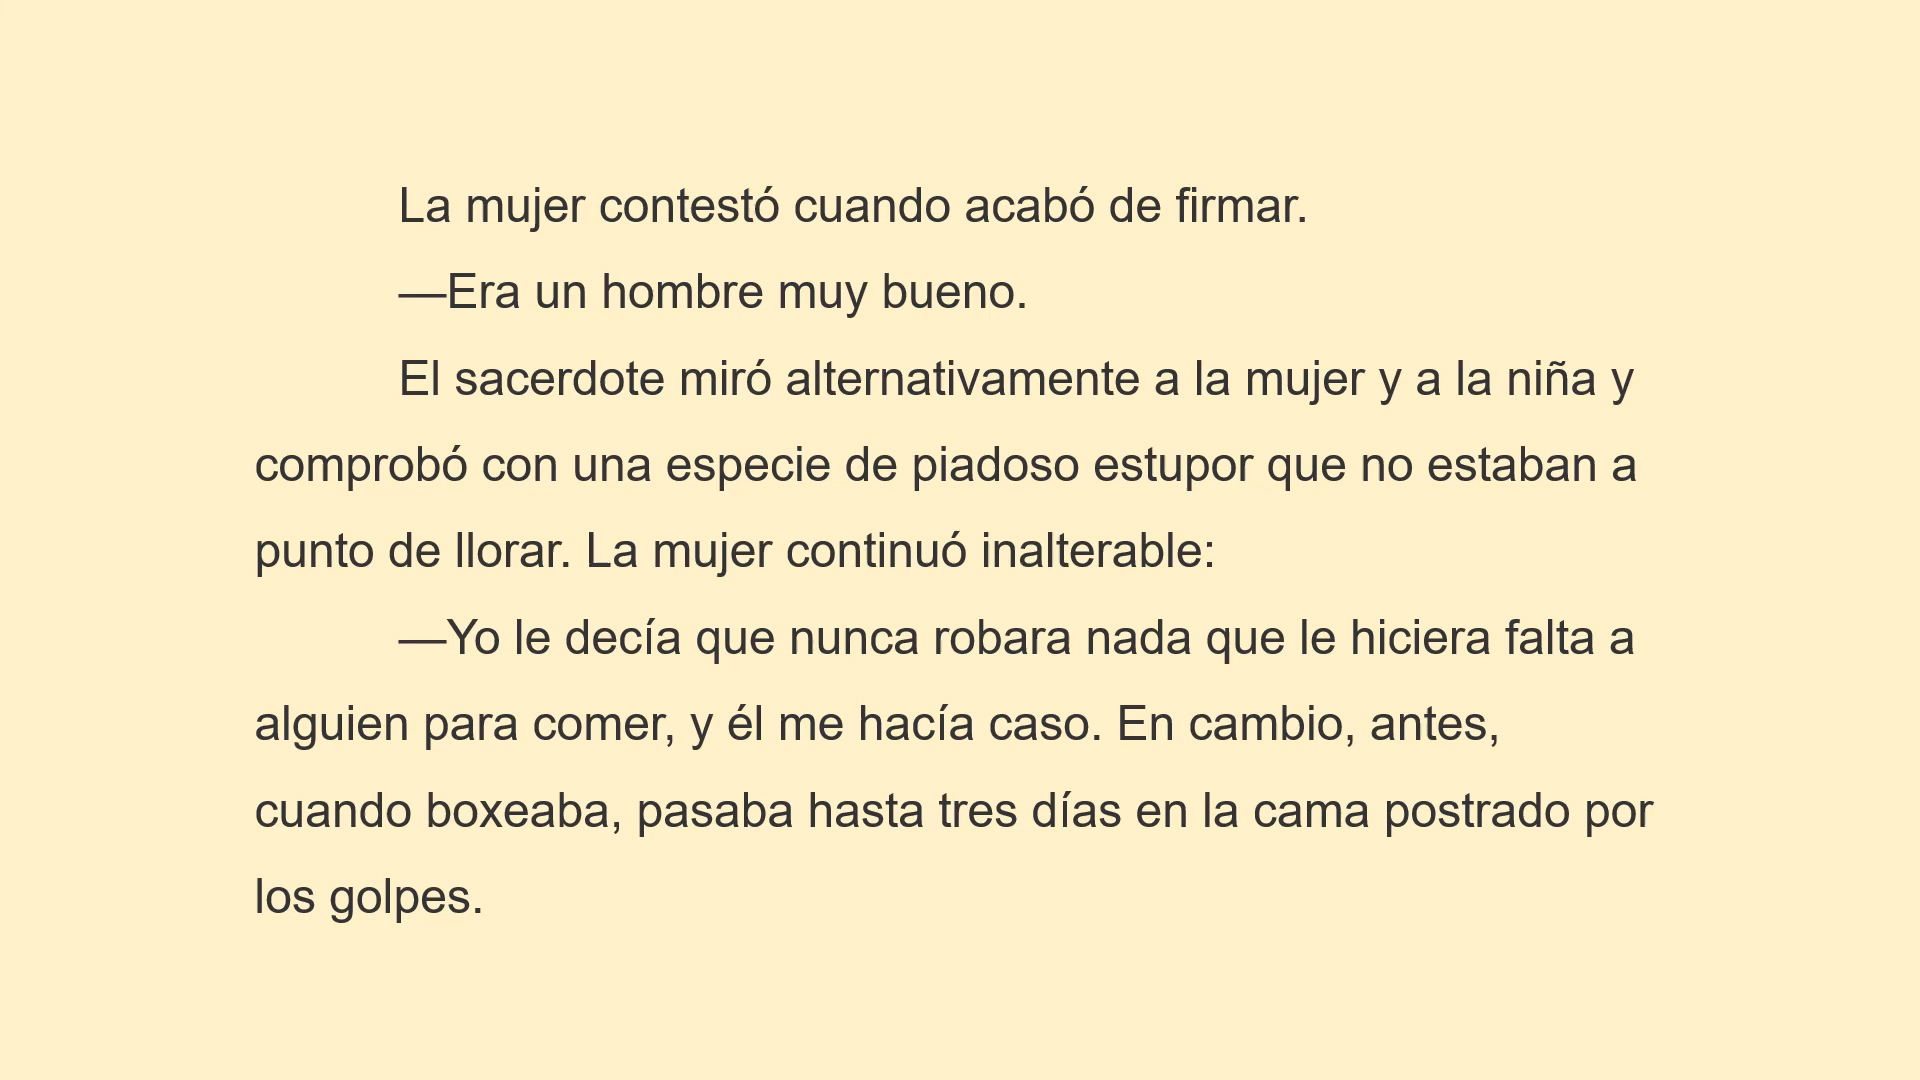 La mujer contestó cuando acabó de firmar.
—Era un hombre muy bueno.
El sacerdote miró alternativamente a la mujer y a la niña y
comprobó con una especie de piadoso estupor que no estaban a
punto de llorar. La mujer continuó inalterable:
—Yo le decía que nunca robara nada que le hiciera falta a
alguien para comer, y él me hacía caso. En cambio, antes,
cuando boxeaba, pasaba hasta tres días en la cama postrado por
los golpes.